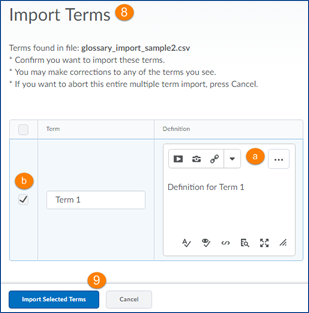 Import Terms 8
Terms found in file: glossary_import_sample2.csv
* Confirm you want to import these terms.
* You may make corrections to any of the terms you see.
* If you want to abort this entire multiple term import, press Cancel.
Term Definition
a
b
Term 1
Definition for Term 1
9
Import Selected Terms Cancel